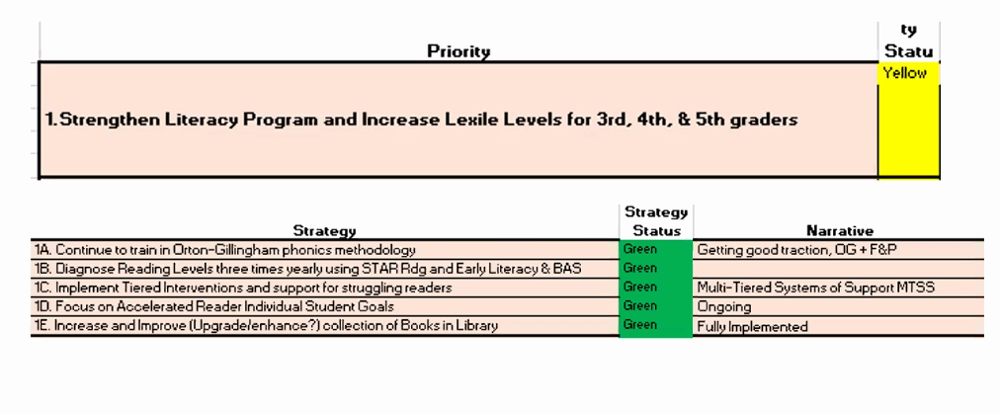 ty
Priority Statu
Yellow
1.Strengthen Literacy Program and Increase Lexile Levels for 3rd, 4th, & 5th graders
Strategy
Strategy Status Narrative
1A. Continue to train in Orton-Gillingham phonics methodology Green Getting good traction, OG + F&P
1B. Diagnose Reading Levels three times yearly using STAR Rdg and Early Literacy & BAS Green
1C. Implement Tiered Interventions and support for struggling readers Green Multi-Tiered Systems of Support MTSS
1D. Focus on Accelerated Reader Individual Student Goals Green Ongoing
1E. Increase and Improve (Upgrade/enhance?) collection of Books in Library Green Fully Implemented